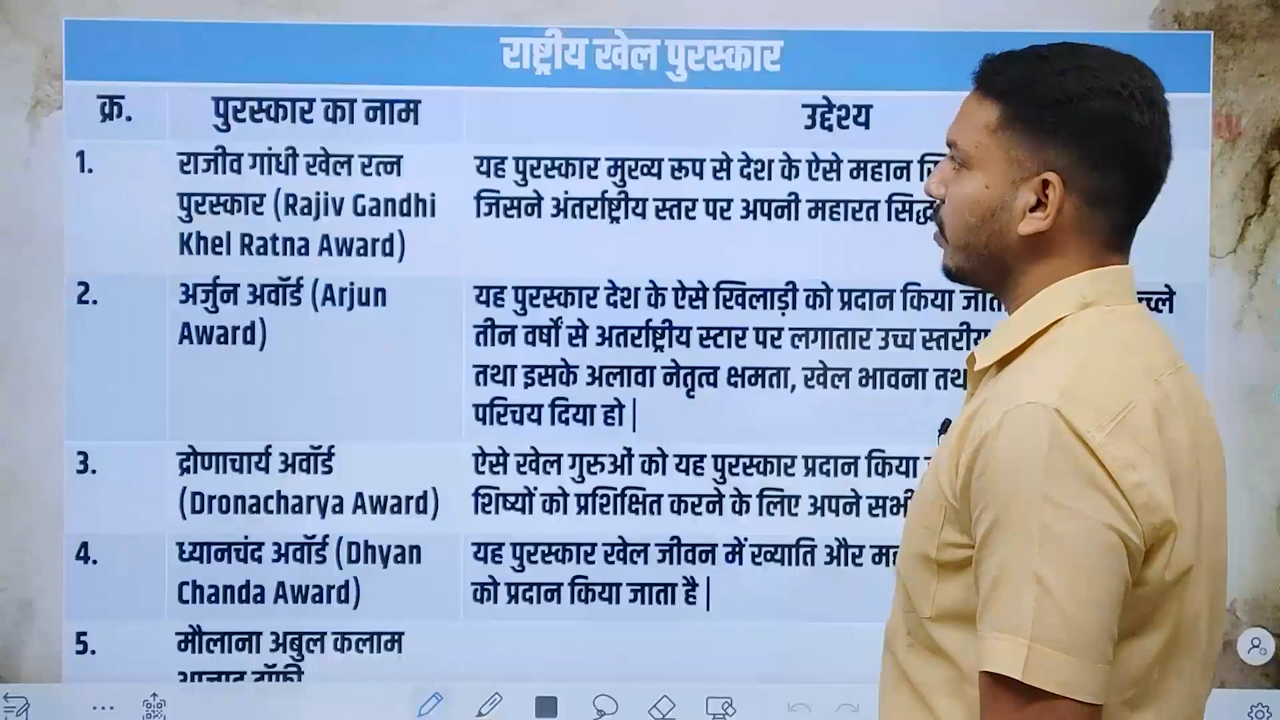 राष्ट्रीय खेल पुरस्कार
क्र. पुरस्कार का नाम उद्देश्य
1. राजीव गांधी खेल रत्न
पुरस्कार (Rajiv Gandhi
Khel Ratna Award)
यह पुरस्कार मुख्य रूप से देश के ऐसे महान
जिसने अंतर्राष्ट्रीय स्तर पर अपनी महारत
2. अर्जुन अवॉर्ड (Arjun
Award)
यह पुरस्कार देश के ऐसे खिलाड़ी को प्रदान किया
तीन वर्षों से अतर्राष्ट्रीय स्टार पर लगातार उच्च
तथा इसके अलावा नेतृत्व क्षमता, खेल भावना
परिचय दिया हो |
3. द्रोणाचार्य अवॉर्ड
(Dronacharya Award)
ऐसे खेल गुरुओं को यह पुरस्कार प्रदान किया
शिष्यों को प्रशिक्षित करने के लिए अपने सभी
4. ध्यानचंद अवॉर्ड (Dhyan
Chanda Award)
यह पुरस्कार खेल जीवन में ख्याति और
को प्रदान किया जाता है |
5. मौलाना अबुल कलाम